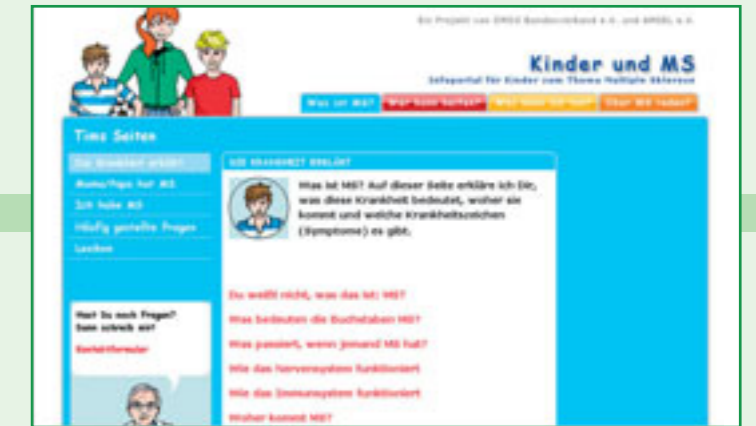 Ein Projekt von DMSG Bundesverband e.V. und AMSEL e.V.
Kinder und MS
Infoportal für Kinder zum Thema Multiple Sklerose
Was ist MS?
Wer kann helfen?
Über MS reden?
Tims Seiten
Die Krankheit erklärt
Mama/Papa hat MS
Ich habe MS
Häufig gestellte Fragen
Lexikon
Hast Du noch Fragen?
Dann schreib mir!
Kontaktformular
DIE KRANKHEIT ERKLÄRT
Was ist MS? Auf dieser Seite erkläre ich Dir,
was diese Krankheit bedeutet, woher sie
kommt und welche Krankheitszeichen
(Symptome) es gibt.
Du weißt nicht, was das ist: MS?
Was bedeuten die Buchstaben MS?
Was passiert, wenn jemand MS hat?
Wie das Nervensystem funktioniert
Wie das Immunsystem funktioniert
Woher kommt MS?